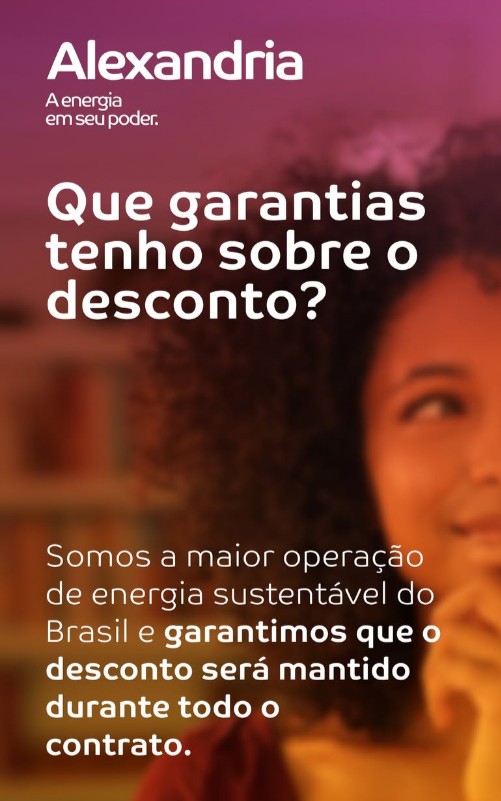 Alexandria
A energia
em seu poder.
Que garantias
tenho sobre o
desconto?
Somos a maior operação
de energia sustentável do
Brasil e garantimos que o
desconto será mantido
durante todo o
contrato.